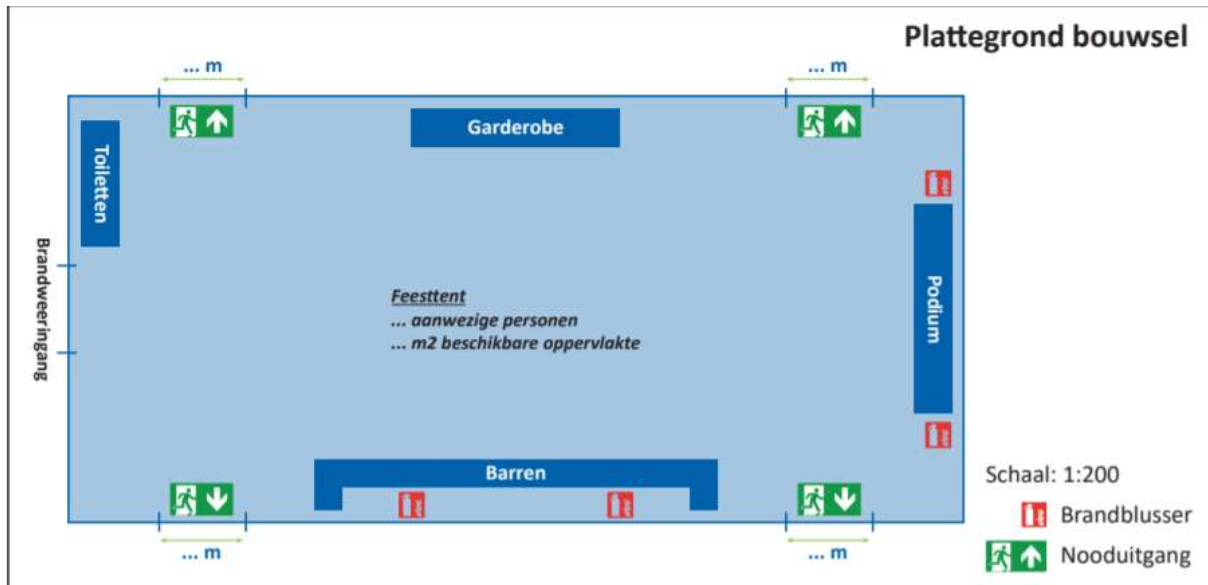 Plattegrond bouwsel
... m
... m
Garderobe
Toiletten
Brandweeringang
Feesttent
... aanwezige personen
... m2 beschikbare oppervlakte
Podium
Barren
... m
... m
Schaal: 1:200
Brandblusser
Nooduitgang